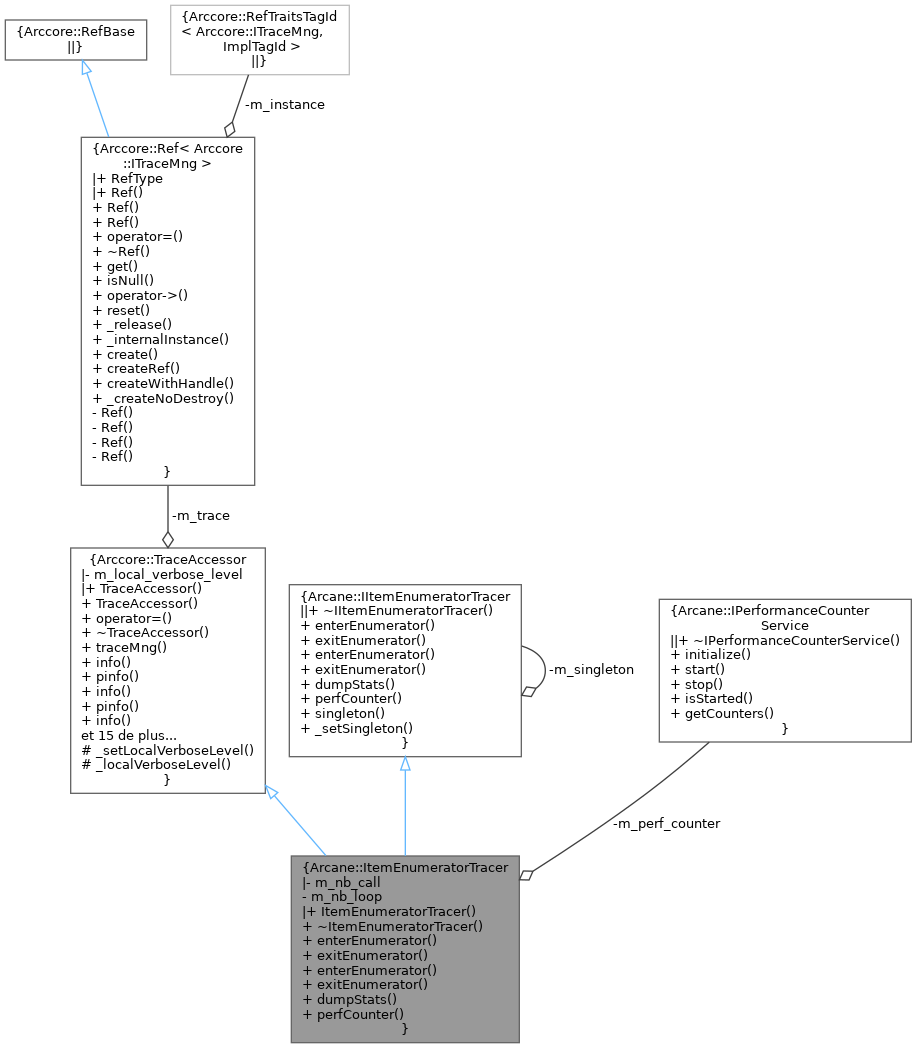 {Arccore::RefBase
||}
{Arccore::RefTraitsTagId
< Arccore::ITraceMng,
ImplTagId >
||}
-m_instance
{Arccore::Ref< Arccore
::ITraceMng >
|+ RefType
|+ Ref()
+ Ref()
+ Ref()
+ operator=()
+ ~Ref()
+ get()
+ isNull()
+ operator->()
+ reset()
+ _release()
+ _internalInstance()
+ create()
+ createRef()
+ createWithHandle()
+ _createNoDestroy()
- Ref()
- Ref()
- Ref()
- Ref()
}
-m_trace
{Arccore::TraceAccessor
|- m_local_verbose_level
|+ TraceAccessor()
+ TraceAccessor()
+ operator=()
+ ~TraceAccessor()
+ traceMng()
+ info()
+ pinfo()
+ info()
+ pinfo()
+ info()
et 15 de plus...
# _setLocalVerboseLevel()
# _localVerboseLevel()
}
{Arcane::IItemEnumeratorTracer
||+ ~IItemEnumeratorTracer()
+ enterEnumerator()
+ exitEnumerator()
+ enterEnumerator()
+ exitEnumerator()
+ dumpStats()
+ perfCounter()
+ singleton()
+ _setSingleton()
}
-m_singleton
{Arcane::IPerformanceCounter
Service
||+ ~IPerformanceCounterService()
+ initialize()
+ start()
+ stop()
+ isStarted()
+ getCounters()
}
-m_perf_counter
{Arcane::ItemEnumeratorTracer
|- m_nb_call
- m_nb_loop
|+ ItemEnumeratorTracer()
+ ~ItemEnumeratorTracer()
+ enterEnumerator()
+ exitEnumerator()
+ enterEnumerator()
+ exitEnumerator()
+ dumpStats()
+ perfCounter()
}